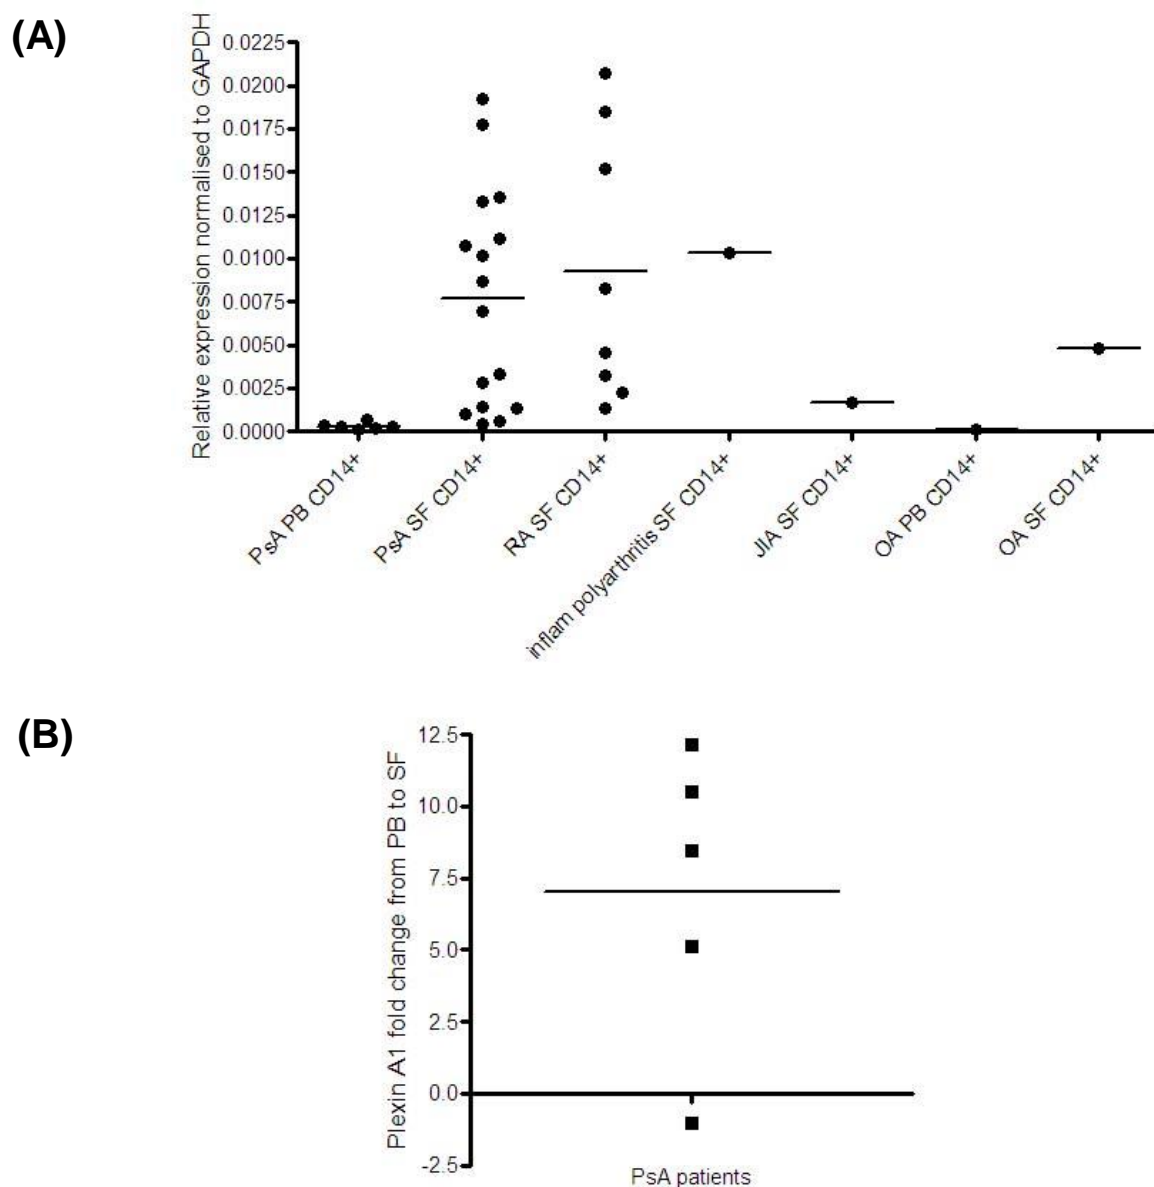 (A)
Relative expression normalised to GAPDH
0.0225
0.0200
0.0175
0.0150
0.0125
0.0100
0.0075
0.0050
0.0025
0.0000
PsA PB CD14+
PsA SF CD14+
RA SF CD14+
inflam polyarthritis SF CD14+
JIA SF CD14+
OA PB CD14+
OA SF CD14+
(B)
Plexin A1 fold change from PB to SF
12.5
10.0
7.5
5.0
2.5
0.0
-2.5
PsA patients